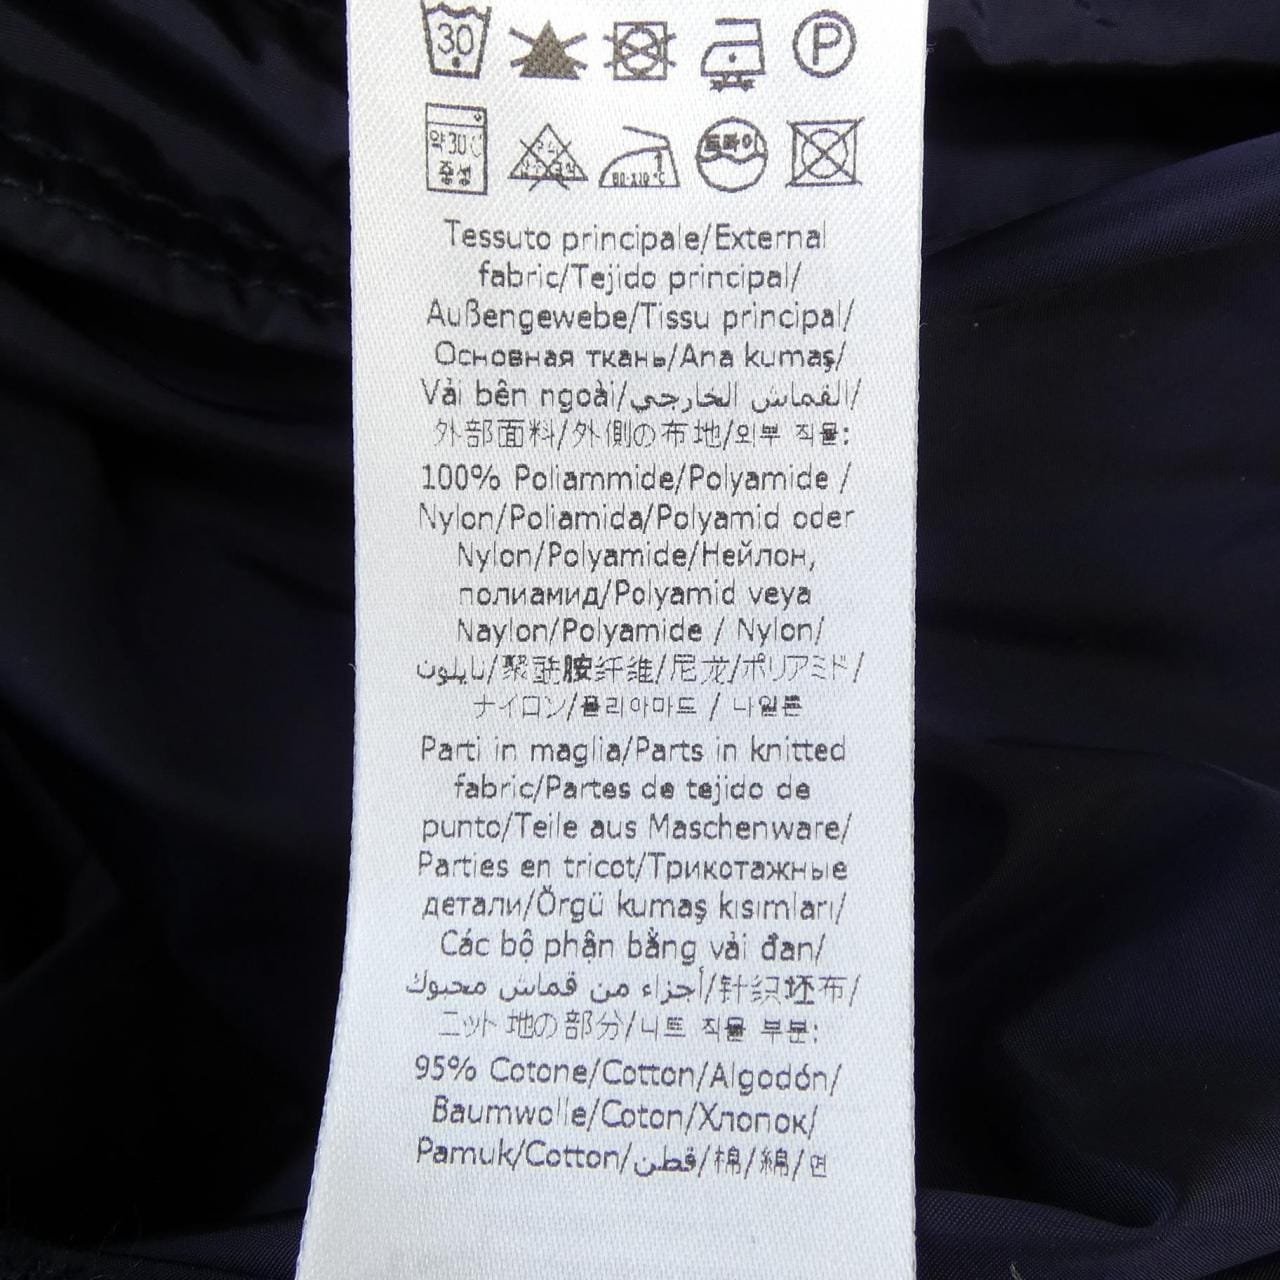 30
P
약30℃
중성
80-120℃
드라이
Tessuto principale/External
fabric/Tejido principal/
Außengewebe/Tissu principal/
Основная ткань/Ana kumaş/
Vải bên ngoài/القماش الخارجي/
外部面料/外側の布地/외부 직물:
100% Poliammide/Polyamide /
Nylon/Poliamida/Polyamid oder
Nylon/Polyamide/Нейлон,
полиамид/Polyamid veya
Naylon/Polyamide / Nylon/
نايلون/聚酰胺纤维/尼龙/ポリアミド/
ナイロン/폴리아마드 / 나일론
Parti in maglia/Parts in knitted
fabric/Partes de tejido de
punto/Teile aus Maschenware/
Parties en tricot/Трикотажные
детали/Örgü kumaş kısımları/
Các bộ phận bằng vải đan/
أجزاء من قماش محبوك/针织坯布/
ニット地の部分/니트 직물 부분:
95% Cotone/Cotton/Algodón/
Baumwolle/Coton/Хлопок/
Pamuk/Cotton/قطن/棉/綿/면